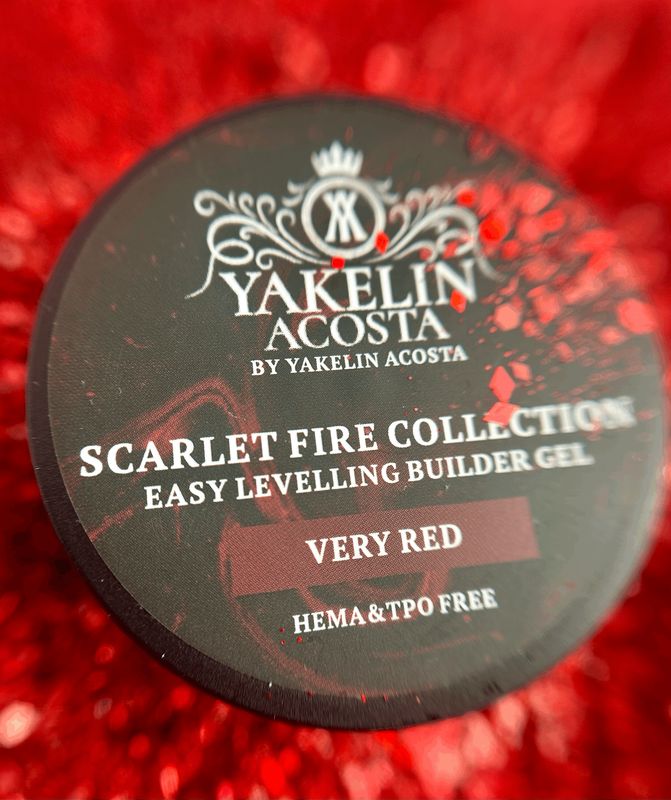 YAKELIN
ACOSTA
BY YAKELIN ACOSTA
SCARLET FIRE COLLECTION
EASY LEVELLING BUILDER GEL
VERY RED
HEMA&TPO FREE